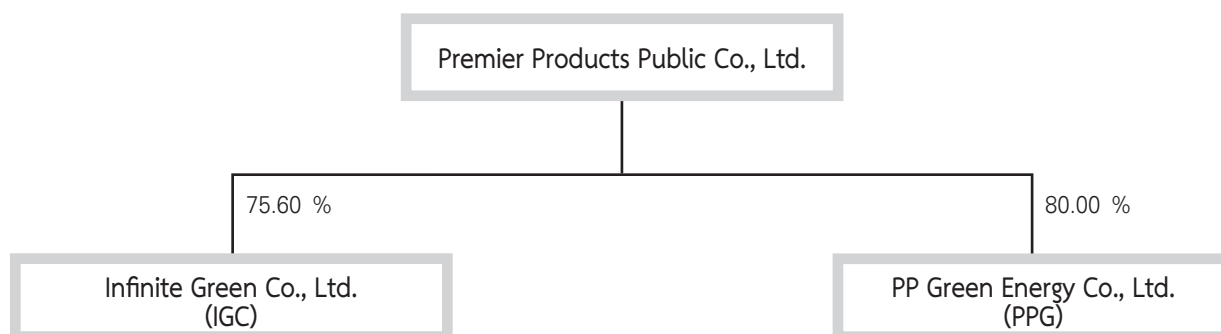 Premier Products Public Co., Ltd.
75.60 %
80.00 %
Infinite Green Co., Ltd.
(IGC)
PP Green Energy Co., Ltd.
(PPG)